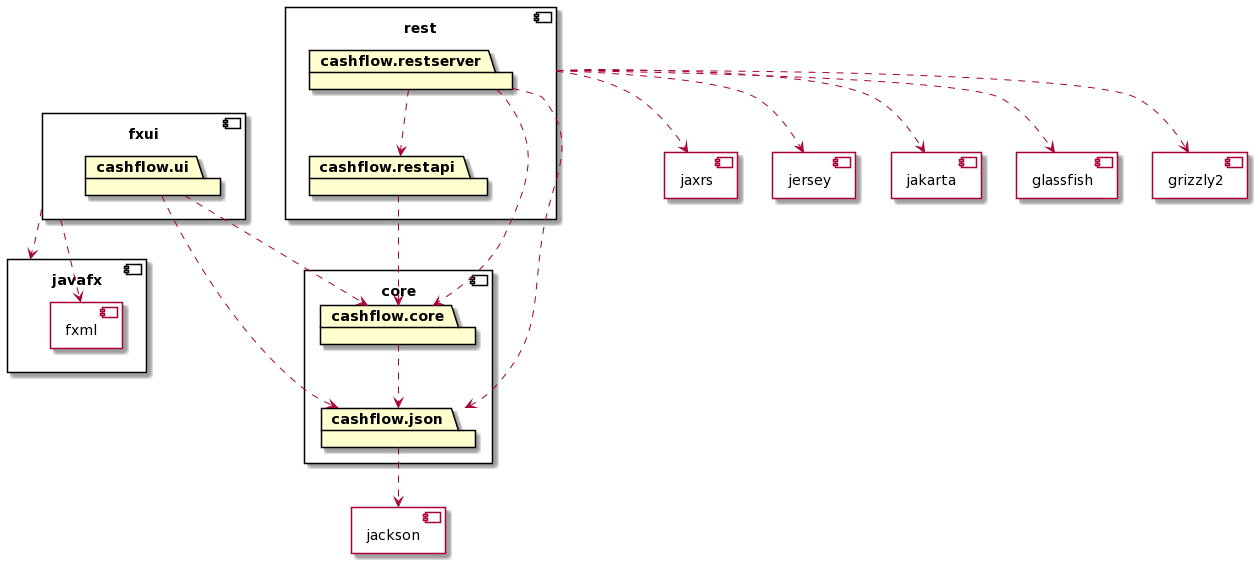 rest
cashflow.restserver
fxui
cashflow.ui
cashflow.restapi
jaxrs
jersey
jakarta
glassfish
grizzly2
javafx
fxml
core
cashflow.core
cashflow.json
jackson